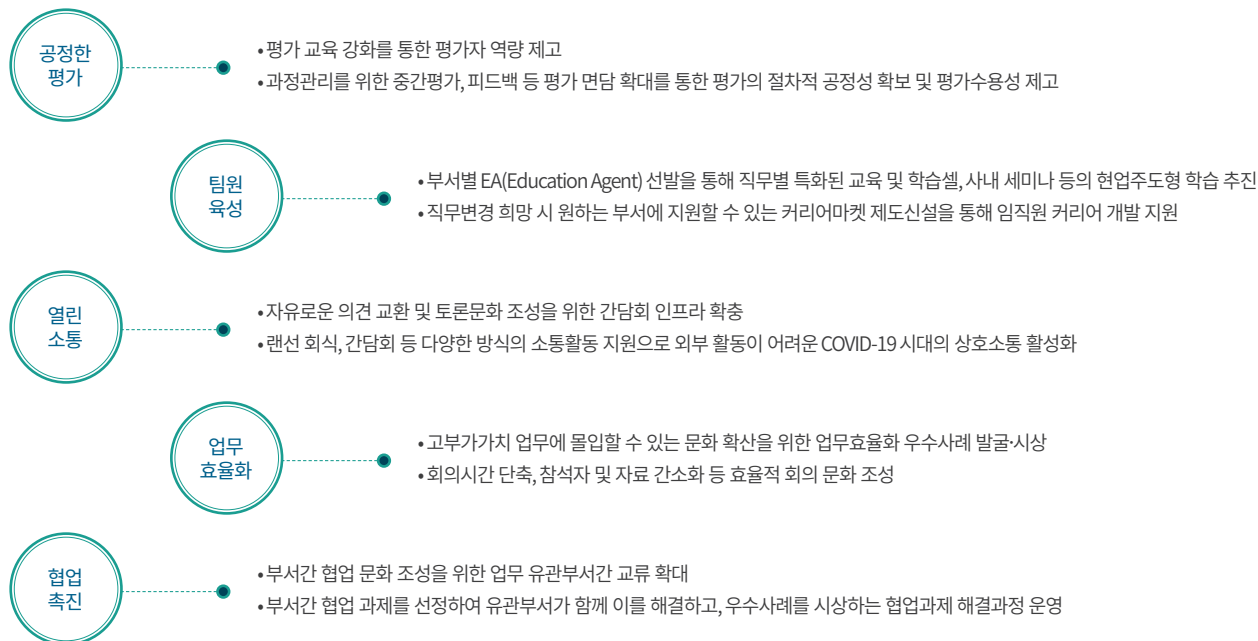 공정한
평가
•평가 교육 강화를 통한 평가자 역량 제고
•과정관리를 위한 중간평가, 피드백 등 평가 면담 확대를 통한 평가의 절차적 공정성 확보 및 평가수용성 제고
팀원
육성
•부서별 EA(Education Agent) 선발을 통해 직무별 특화된 교육 및 학습셀, 사내 세미나 등의 현업주도형 학습 추진
•직무변경 희망 시 원하는 부서에 지원할 수 있는 커리어마켓 제도신설을 통해 임직원 커리어 개발 지원
열린
소통
•자유로운 의견 교환 및 토론문화 조성을 위한 간담회 인프라 확충
•랜선 회식, 간담회 등 다양한 방식의 소통활동 지원으로 외부 활동이 어려운 COVID-19 시대의 상호소통 활성화
업무
효율화
•고부가가치 업무에 몰입할 수 있는 문화 확산을 위한 업무효율화 우수사례 발굴·시상
•회의시간 단축, 참석자 및 자료 간소화 등 효율적 회의 문화 조성
협업
촉진
•부서간 협업 문화 조성을 위한 업무 유관부서간 교류 확대
•부서간 협업 과제를 선정하여 유관부서가 함께 이를 해결하고, 우수사례를 시상하는 협업과제 해결과정 운영